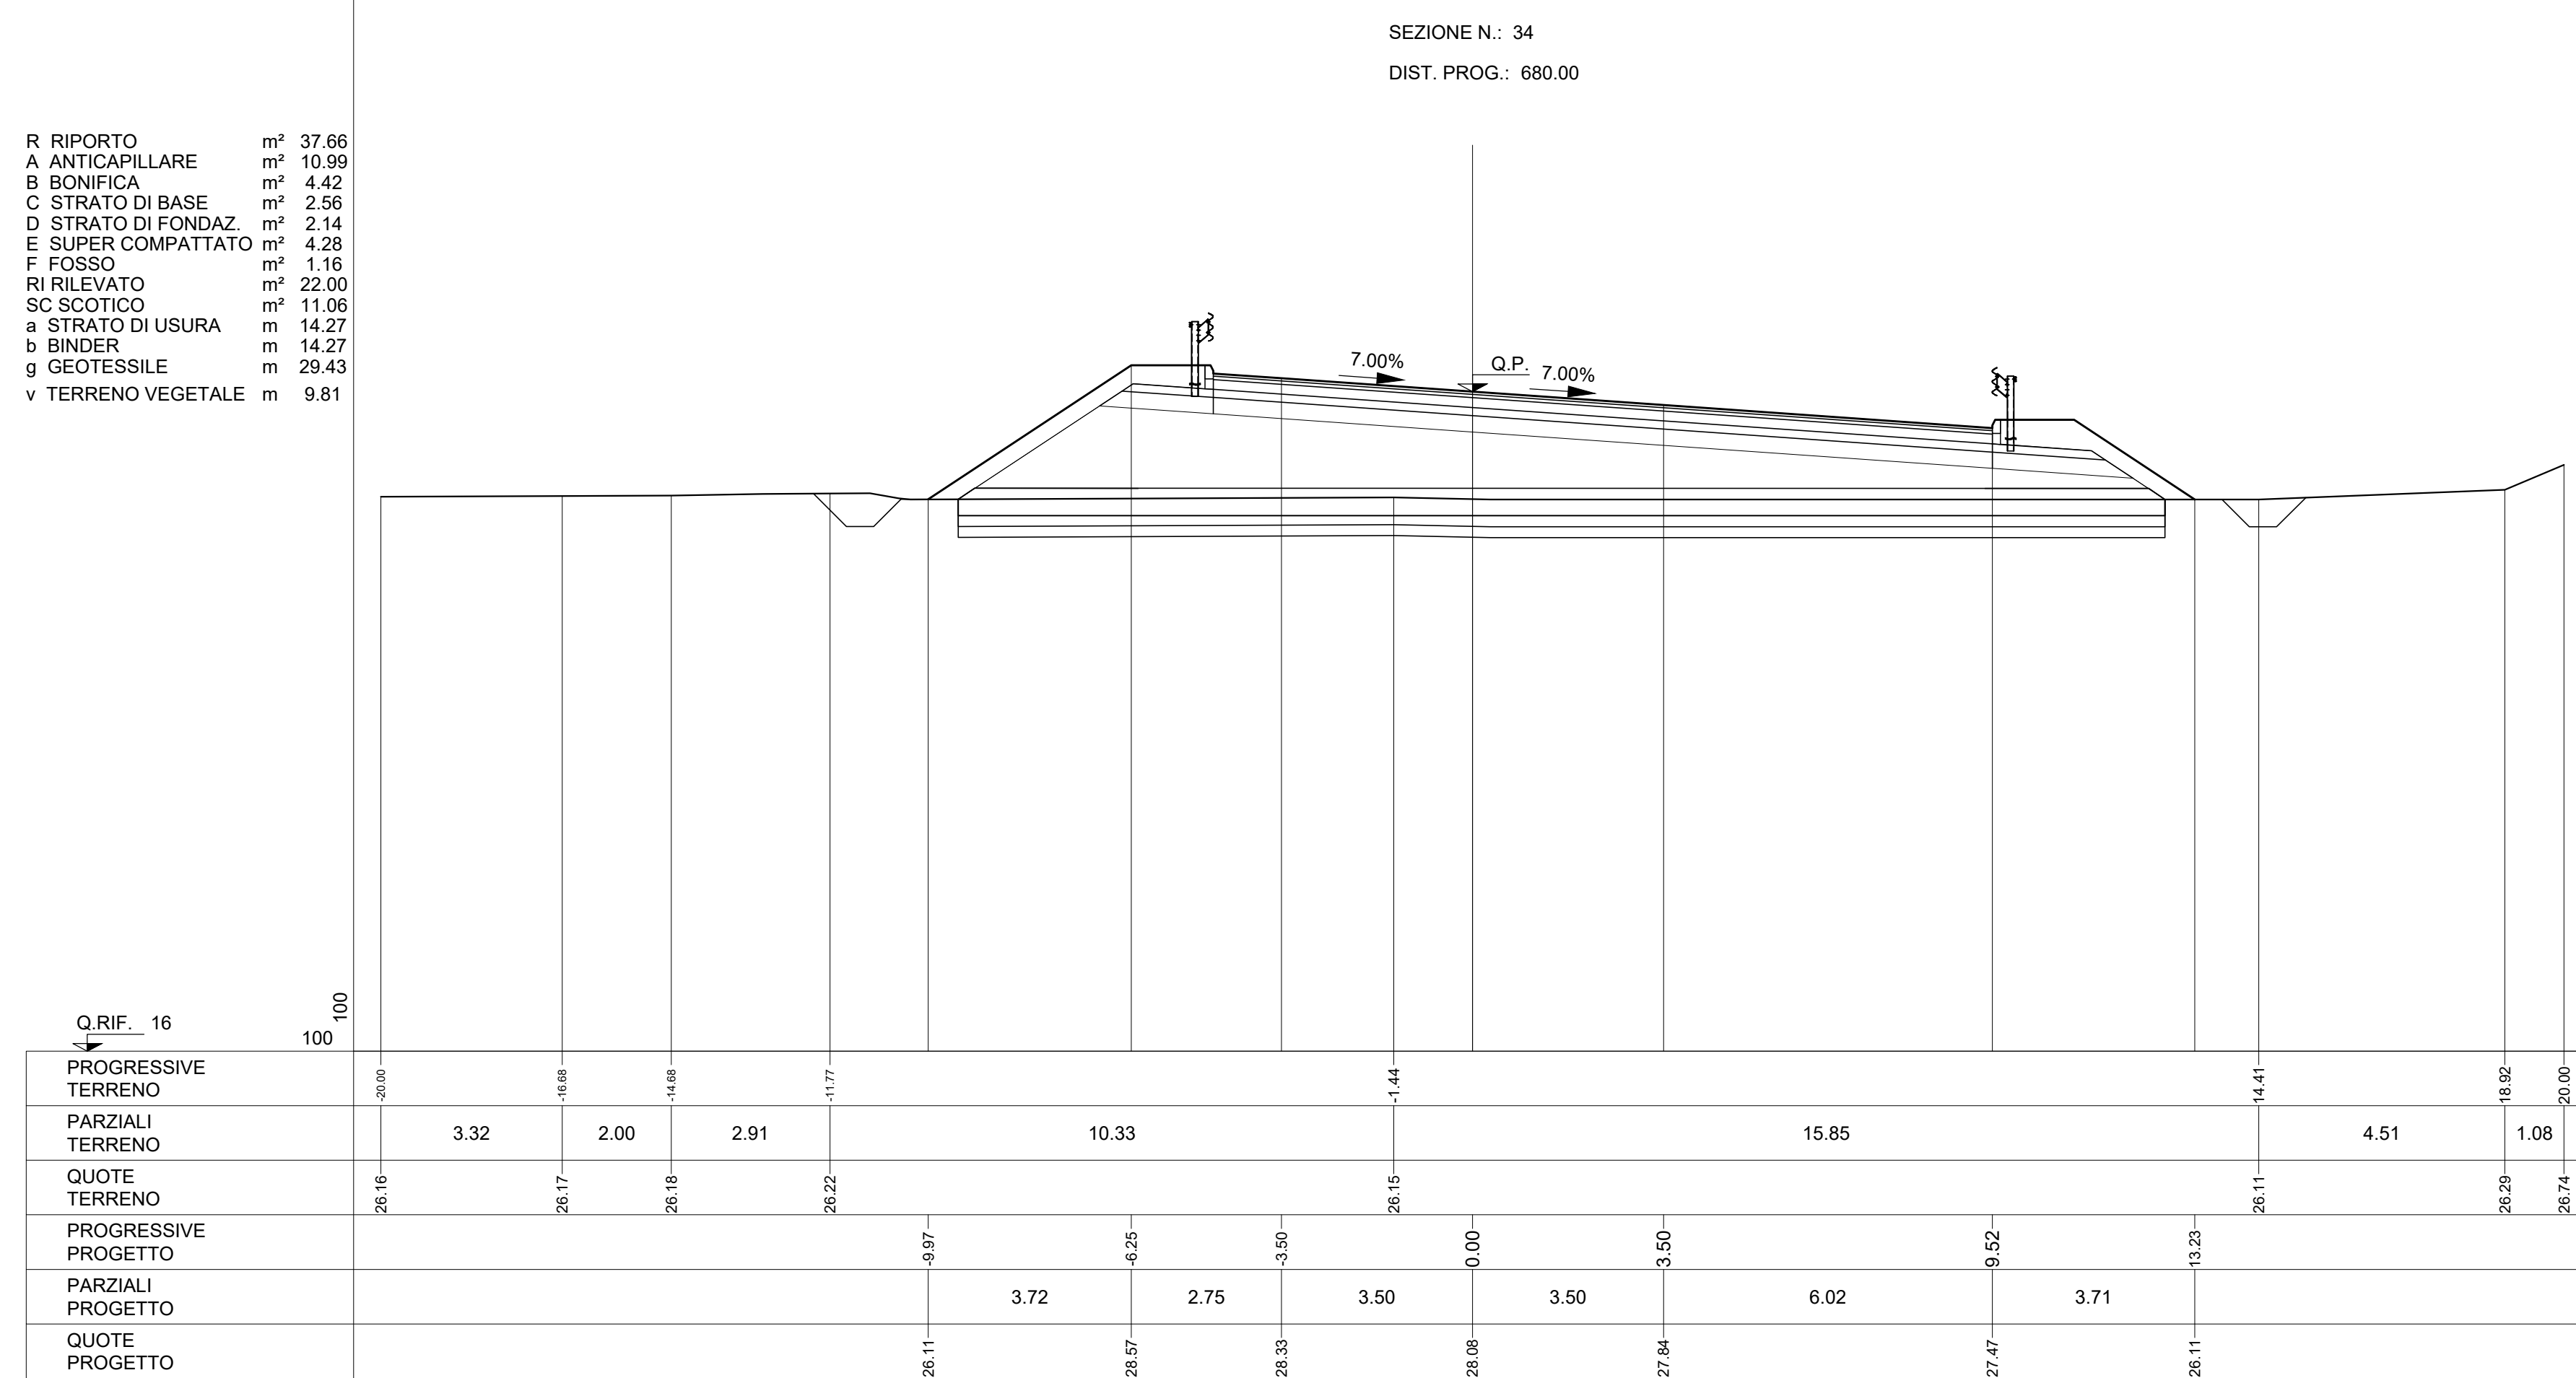 SEZIONE N.: 34
DIST. PROG.: 680.00
R RIPORTO m² 37.66
A ANTICAPILLARE m² 10.99
B BONIFICA m² 4.42
C STRATO DI BASE m² 2.56
D STRATO DI FONDAZ. m² 2.14
E SUPER COMPATTATO m² 4.28
F FOSSO m² 1.16
RI RILEVATO m² 22.00
SC SCOTICO m² 11.06
a STRATO DI USURA m 14.27
b BINDER m 14.27
g GEOTESSILE m 29.43
v TERRENO VEGETALE m 9.81
7.00% Q.P. 7.00%
100
Q.RIF. 16
100
PROGRESSIVE
TERRENO
-20.00 -16.68 -14.68 -11.77 -1.44 14.41 18.92 20.00
PARZIALI
TERRENO
3.32 2.00 2.91 10.33 15.85 4.51 1.08
QUOTE
TERRENO
26.16 26.17 26.18 26.22 26.15 26.11 26.29 26.74
PROGRESSIVE
PROGETTO
-9.97 -6.25 -3.50 0.00 3.50 9.52 13.23
PARZIALI
PROGETTO
3.72 2.75 3.50 3.50 6.02 3.71
QUOTE
PROGETTO
26.11 28.57 28.33 28.08 27.84 27.47 26.11